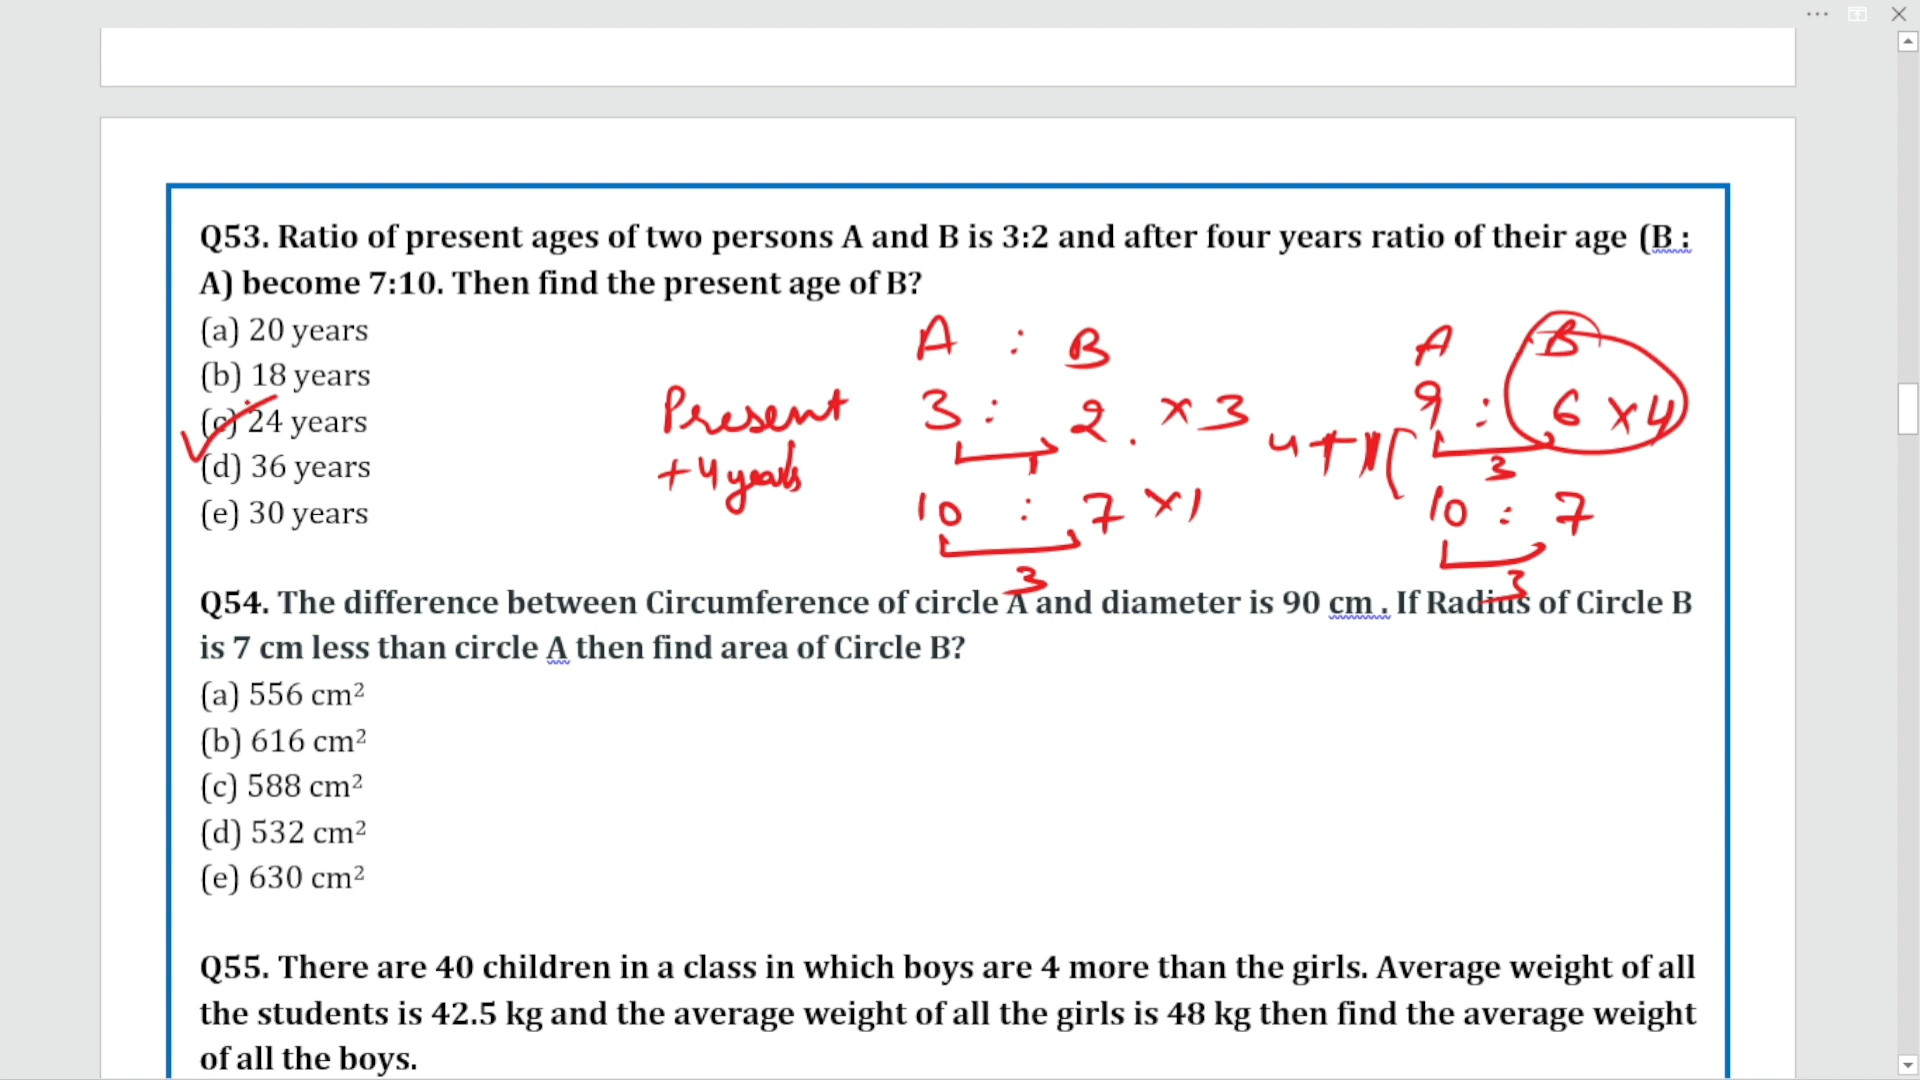 Q53. Ratio of present ages of two persons A and B is 3:2 and after four years ratio of their age (B :
A) become 7:10. Then find the present age of B?
(a) 20 years
(b) 18 years
(c) 24 years
(d) 36 years
(e) 30 years
A : B
Present 3 : 2 × 3
+4 years
10 : 7 ×1
3
A B
9 : 6 ×4
3
10 : 7
3
Q54. The difference between Circumference of circle A and diameter is 90 cm . If Radius of Circle B
is 7 cm less than circle A then find area of Circle B?
(a) 556 cm²
(b) 616 cm²
(c) 588 cm²
(d) 532 cm²
(e) 630 cm²
Q55. There are 40 children in a class in which boys are 4 more than the girls. Average weight of all
the students is 42.5 kg and the average weight of all the girls is 48 kg then find the average weight
of all the boys.